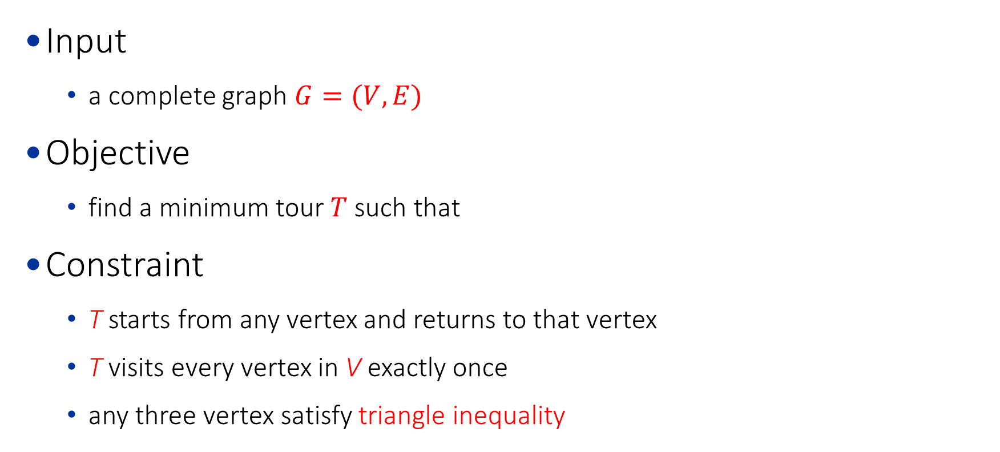 • Input
• a complete graph G = (V, E)
• Objective
• find a minimum tour T such that
• Constraint
• T starts from any vertex and returns to that vertex
• T visits every vertex in V exactly once
• any three vertex satisfy triangle inequality